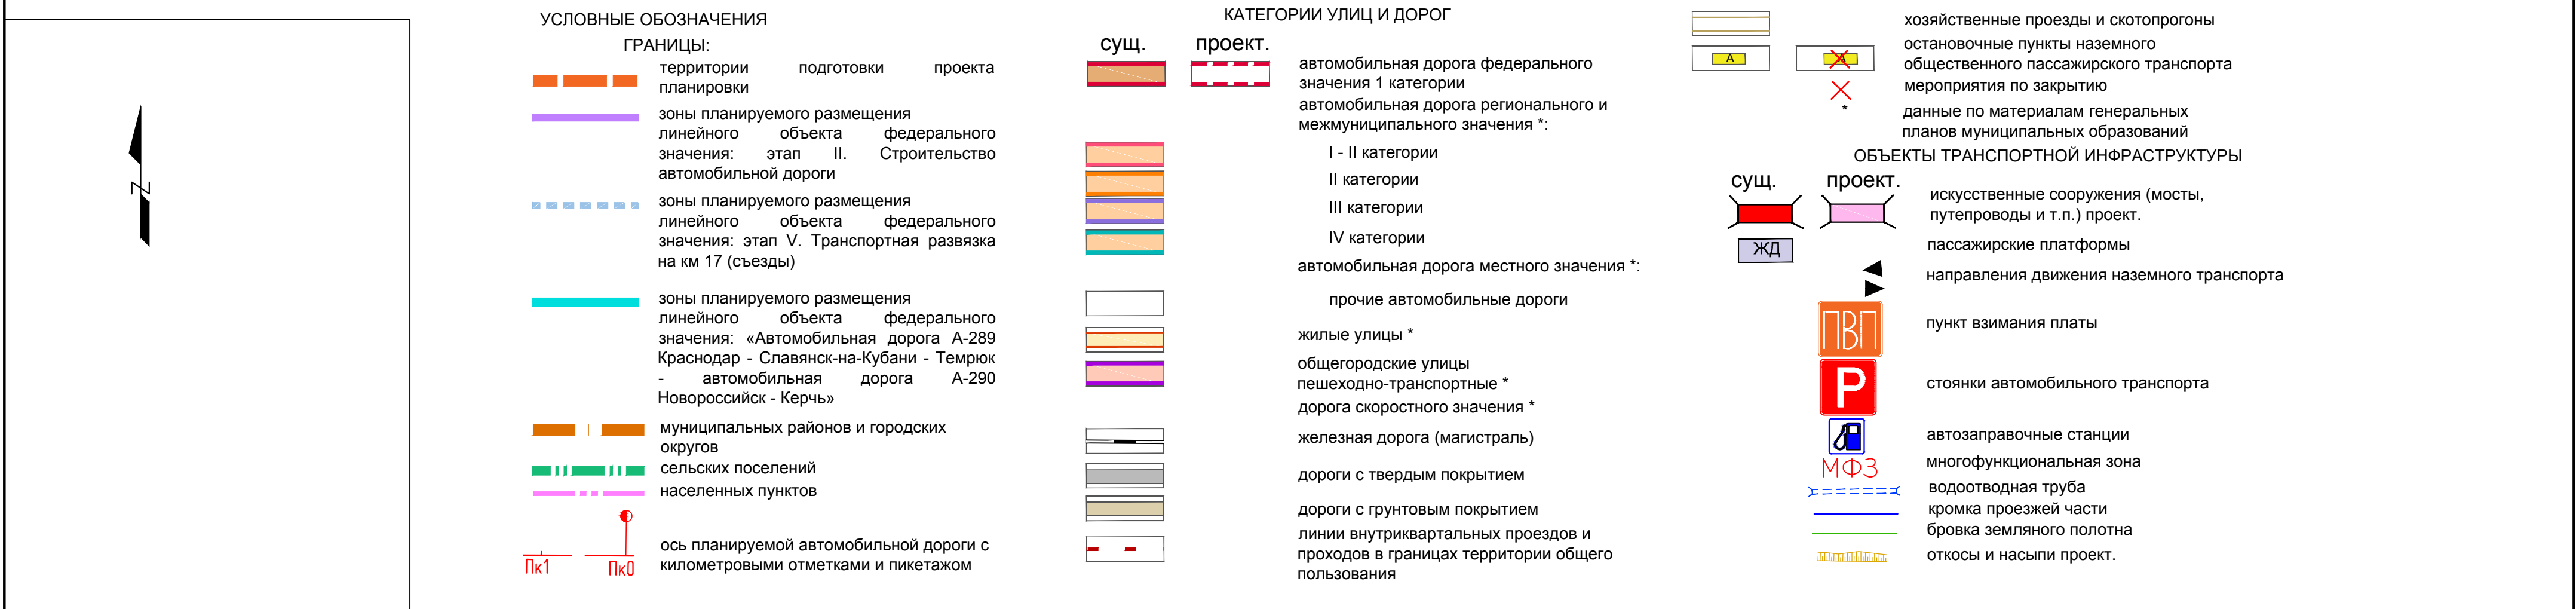 УСЛОВНЫЕ ОБОЗНАЧЕНИЯ
ГРАНИЦЫ:
территории подготовки проекта
планировки
зоны планируемого размещения
линейного объекта федерального
значения: этап II. Строительство
автомобильной дороги
зоны планируемого размещения
линейного объекта федерального
значения: этап V. Транспортная развязка
на км 17 (съезды)
зоны планируемого размещения
линейного объекта федерального
значения: «Автомобильная дорога А-289
Краснодар - Славянск-на-Кубани - Темрюк
- автомобильная дорога А-290
Новороссийск - Керчь»
муниципальных районов и городских
округов
сельских поселений
населенных пунктов
Пк1 Пк0
ось планируемой автомобильной дороги с
километровыми отметками и пикетажом
N
КАТЕГОРИИ УЛИЦ И ДОРОГ
сущ. проект.
автомобильная дорога федерального
значения 1 категории
автомобильная дорога регионального и
межмуниципального значения *:
I - II категории
II категории
III категории
IV категории
автомобильная дорога местного значения *:
прочие автомобильные дороги
жилые улицы *
общегородские улицы
пешеходно-транспортные *
дорога скоростного значения *
железная дорога (магистраль)
дороги с твердым покрытием
дороги с грунтовым покрытием
линии внутриквартальных проездов и
проходов в границах территории общего
пользования
хозяйственные проезды и скотопрогоны
А А
остановочные пункты наземного
общественного пассажирского транспорта
мероприятия по закрытию
*
данные по материалам генеральных
планов муниципальных образований
ОБЪЕКТЫ ТРАНСПОРТНОЙ ИНФРАСТРУКТУРЫ
сущ. проект.
искусственные сооружения (мосты,
путепроводы и т.п.) проект.
ЖД
пассажирские платформы
направления движения наземного транспорта
ПВП
пункт взимания платы
P
стоянки автомобильного транспорта
автозаправочные станции
МФЗ
многофункциональная зона
водоотводная труба
кромка проезжей части
бровка земляного полотна
откосы и насыпи проект.